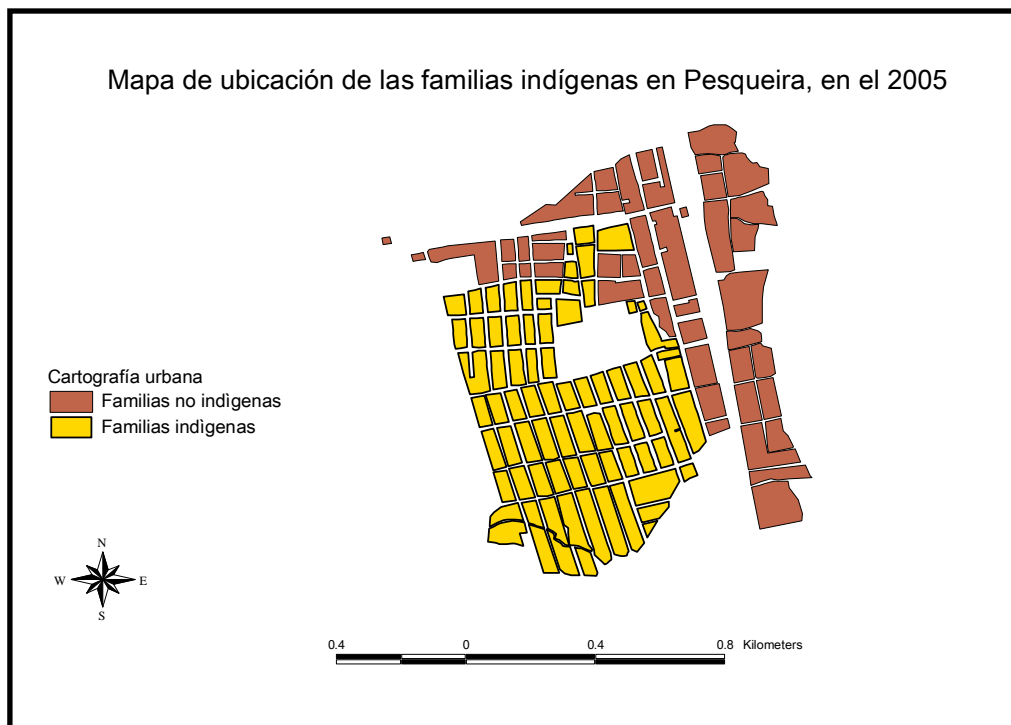 Mapa de ubicación de las familias indígenas en Pesqueira, en el 2005
Cartografía urbana
Familias no indìgenas
Familias indìgenas
N
W E
S
0.4 0 0.4 0.8 Kilometers